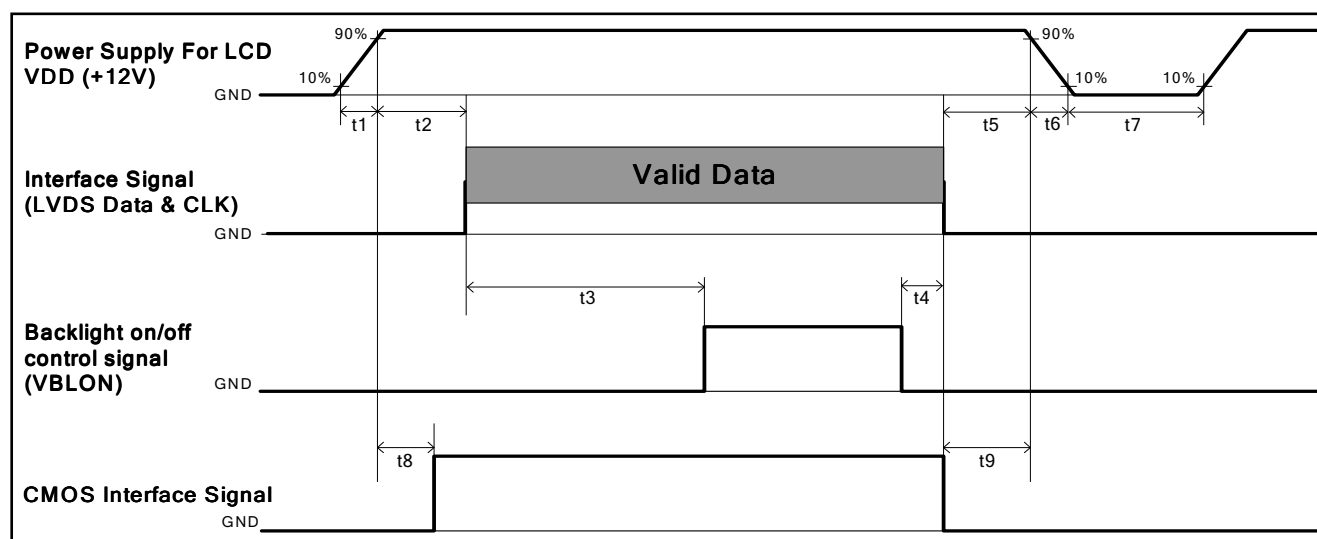 Power Supply For LCD
VDD (+12V)
90%
90%
10%
10%
10%
GND
t1
t2
t5
t6
t7
Valid Data
Interface Signal
(LVDS Data & CLK)
GND
t3
t4
Backlight on/off
control signal
(VBLON)
GND
t8
t9
CMOS Interface Signal
GND